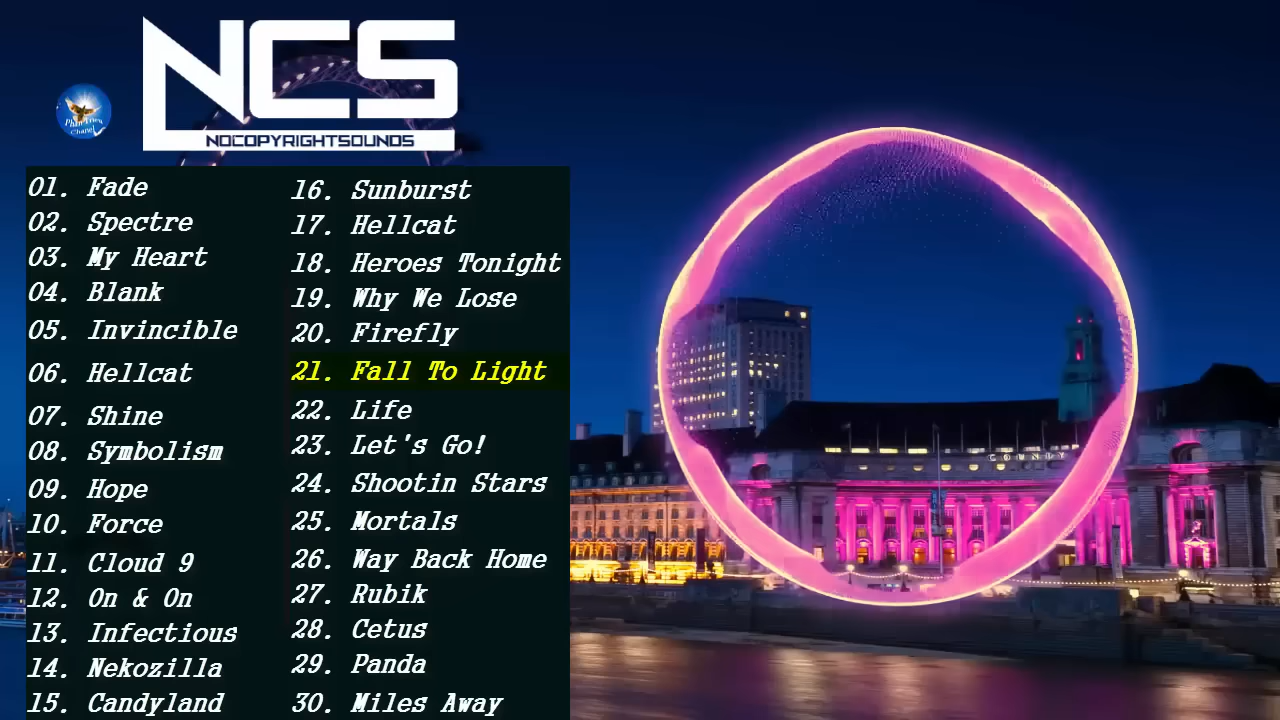 NCS
NOCOPYRIGHTSOUNDS
Chanel
01. Fade
02. Spectre
03. My Heart
04. Blank
05. Invincible
06. Hellcat
07. Shine
08. Symbolism
09. Hope
10. Force
11. Cloud 9
12. On & On
13. Infectious
14. Nekozilla
15. Candyland
16. Sunburst
17. Hellcat
18. Heroes Tonight
19. Why We Lose
20. Firefly
21. Fall To Light
22. Life
23. Let's Go!
24. Shootin Stars
25. Mortals
26. Way Back Home
27. Rubik
28. Cetus
29. Panda
30. Miles Away
COUNTY